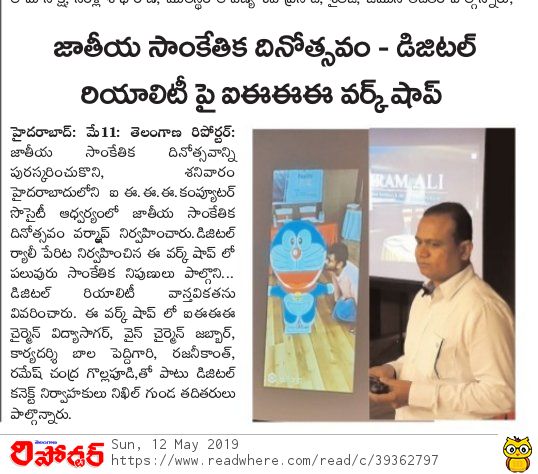 జాతీయ సాంకేతిక దినోత్సవం - డిజిటల్
రియాలిటీ పై ఐఈఈఈ వర్క్ షాప్
హైదరాబాద్: మే11: తెలంగాణ రిపోర్టర్:
జాతీయ సాంకేతిక దినోత్సవాన్ని
పురస్కరించుకొని, శనివారం
హైదరాబాదులోని ఐ ఈ.ఈ.ఈ.కంప్యూటర్
సొసైటీ ఆధ్వర్యంలో జాతీయ సాంకేతిక
దినోత్సవం వర్క్షాప్ నిర్వహించారు.డిజిటల్
ర్యాలీ పేరిట నిర్వహించిన ఈ వర్క్ షాప్ లో
పలువురు సాంకేతిక నిపుణులు పాల్గొని...
డిజిటల్ రియాలిటీ వాస్తవికతను
వివరించారు. ఈ వర్క్ షాప్ లో ఐఈఈఈ
చైర్మెన్ విద్యాసాగర్, వైస్ చైర్మెన్ జబ్బార్,
కార్యదర్శి బాల పెద్దిగారి, రజనీకాంత్,
రమేష్ చంద్ర గొల్లపూడి,తో పాటు డిజిటల్
కనెక్ట్ నిర్వాహకులు నిఖిల్ గుండ తదితరులు
పాల్గొన్నారు.
RAM ALI
తెలంగాణ
రిపోర్టర్
Sun, 12 May 2019
https://www.readwhere.com/read/c/39362797